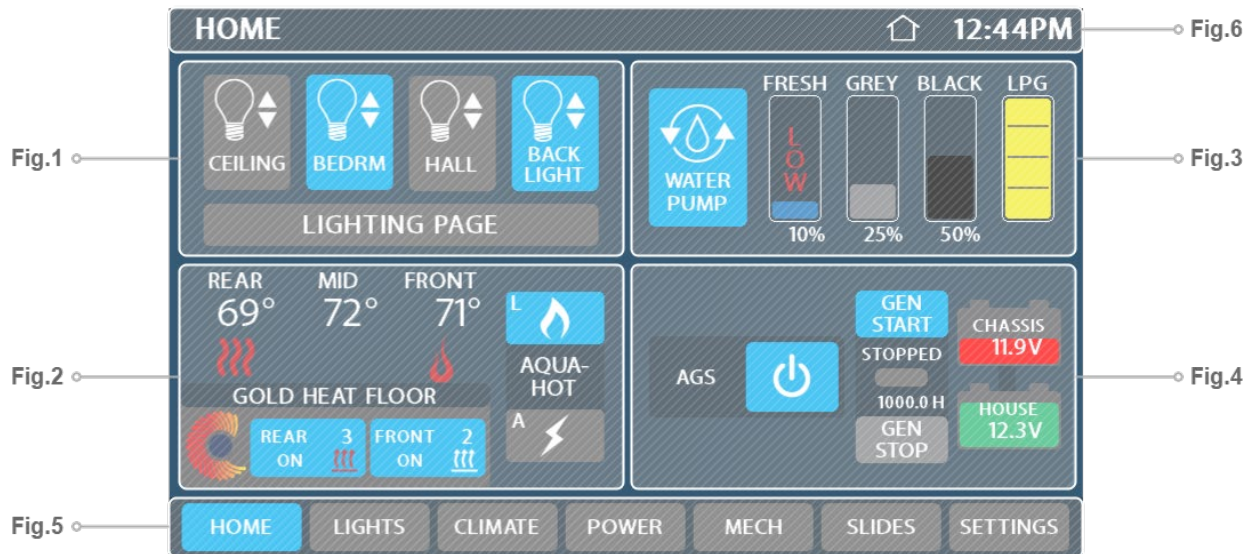 HOME 12:44PM
Fig.6
Fig.1
CEILING
BEDRM
HALL
BACK
LIGHT
LIGHTING PAGE
WATER
PUMP
FRESH GREY BLACK LPG
LOW
10% 25% 50%
Fig.3
Fig.2
REAR MID FRONT
69° 72° 71°
GOLD HEAT FLOOR
REAR 3
ON
FRONT 2
ON
L
AQUA-
HOT
A
AGS
GEN
START
STOPPED
1000.0 H
GEN
STOP
CHASSIS
11.9V
HOUSE
12.3V
Fig.4
Fig.5
HOME LIGHTS CLIMATE POWER MECH SLIDES SETTINGS